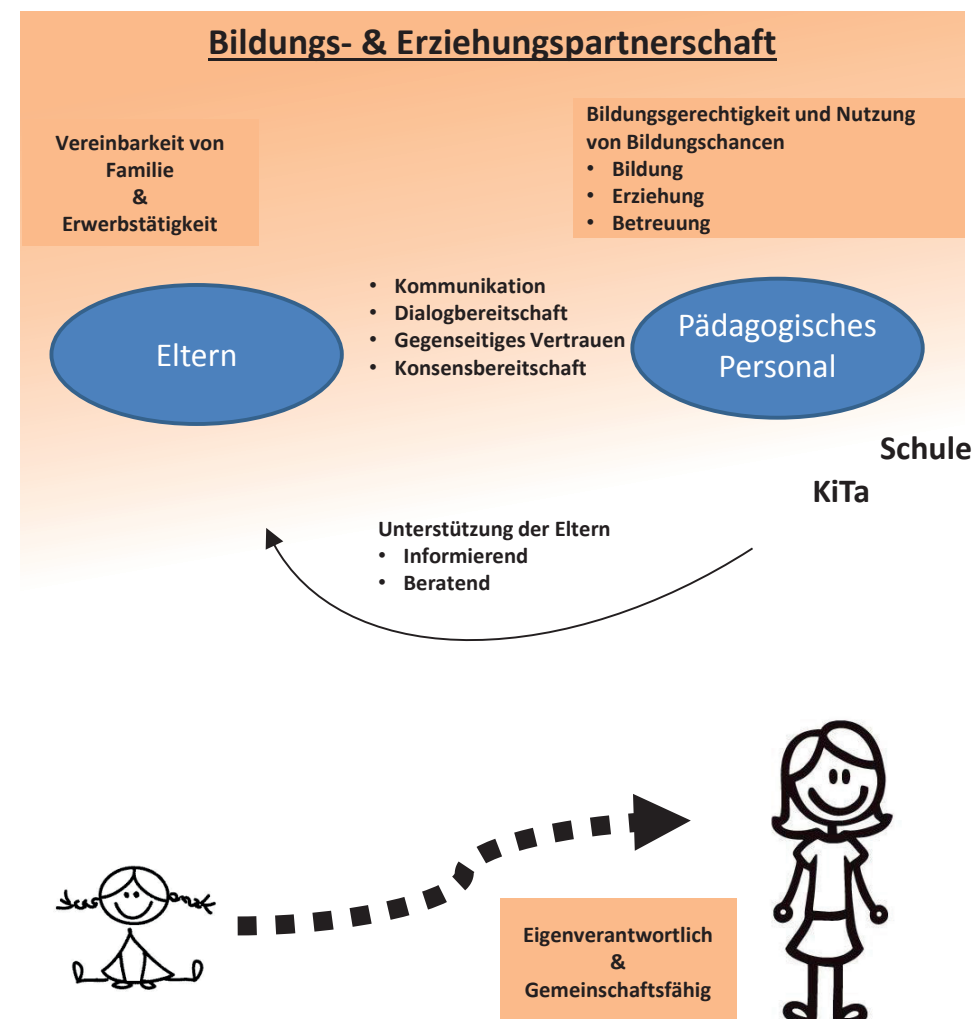 Bildungs- & Erziehungspartnerschaft
Vereinbarkeit von
Familie
&
Erwerbstätigkeit
Bildungsgerechtigkeit und Nutzung
von Bildungschancen
• Bildung
• Erziehung
• Betreuung
Eltern
• Kommunikation
• Dialogbereitschaft
• Gegenseitiges Vertrauen
• Konsensbereitschaft
Pädagogisches
Personal
Schule
KiTa
Unterstützung der Eltern
• Informierend
• Beratend
Eigenverantwortlich
&
Gemeinschaftsfähig